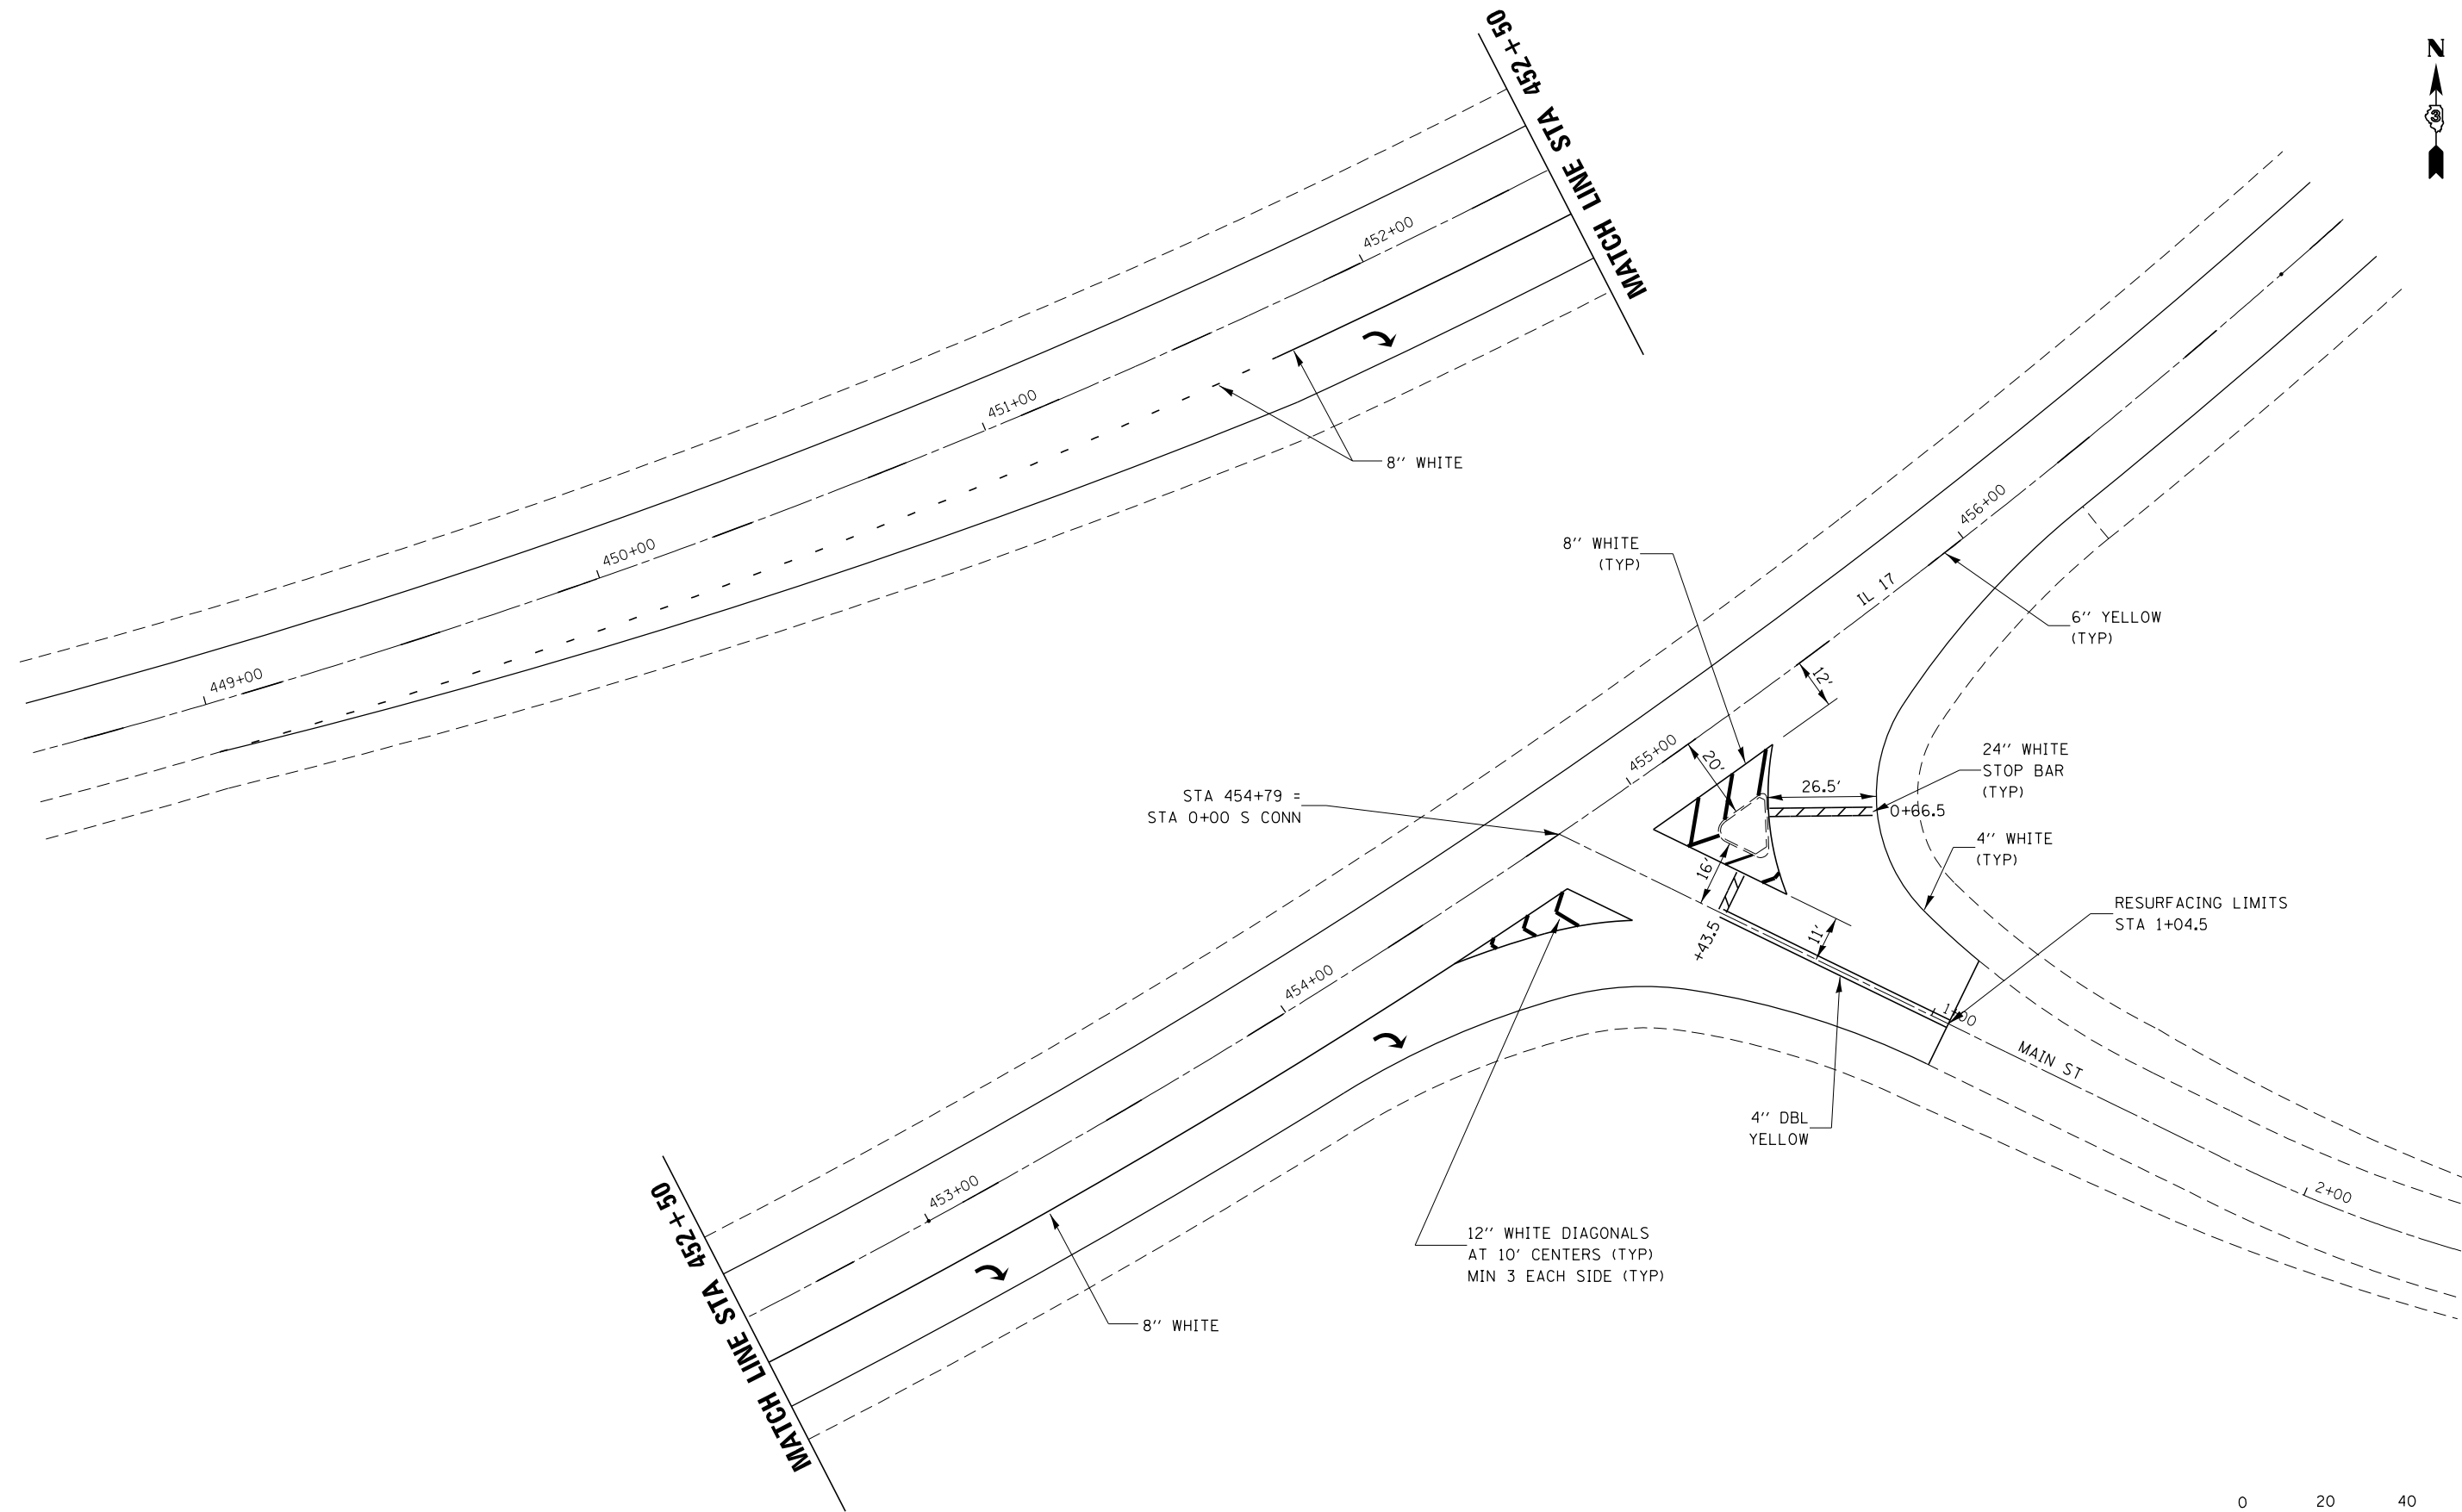 MATCH LINE STA 452+50
N
3
452+00
451+00
8'' WHITE
450+00
449+00
456+00
8'' WHITE
(TYP)
IL 17
6'' YELLOW
(TYP)
12'
455+00
20'
24'' WHITE
STOP BAR
(TYP)
STA 454+79 =
STA 0+00 S CONN
26.5'
0+66.5
4'' WHITE
(TYP)
16'
RESURFACING LIMITS
STA 1+04.5
+43.5
11'
454+00
1+00
MAIN ST
4'' DBL
YELLOW
MATCH LINE STA 452+50
453+00
2+00
12'' WHITE DIAGONALS
AT 10' CENTERS (TYP)
MIN 3 EACH SIDE (TYP)
8'' WHITE
0 20 40